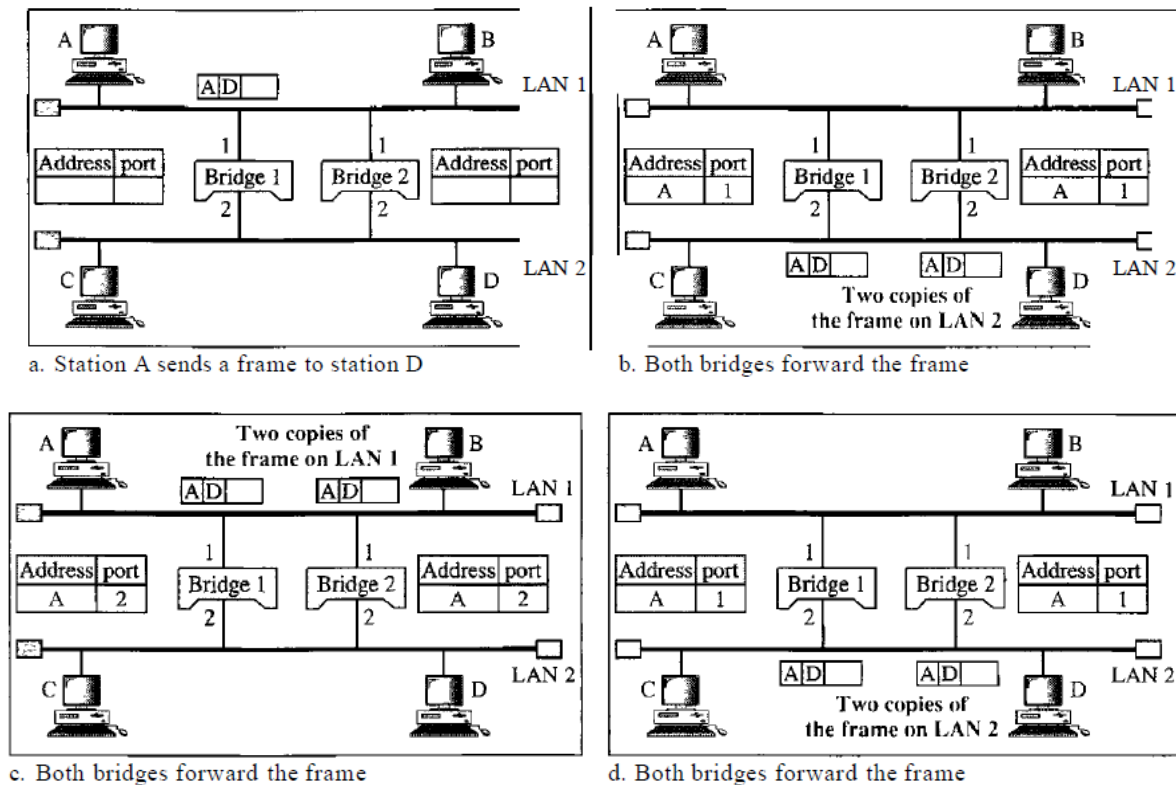 A
B
A D
LAN 1
1
1
Address port
Bridge 1
Bridge 2
Address port
2
2
LAN 2
C
D
a. Station A sends a frame to station D
A
B
LAN 1
1
1
Address port
A 1
Bridge 1
Bridge 2
Address port
A 1
2
2
LAN 2
C
A D
A D
D
Two copies of
the frame on LAN 2
b. Both bridges forward the frame
A
Two copies of
the frame on LAN 1
B
A D
A D
LAN 1
1
1
Address port
A 2
Bridge 1
Bridge 2
Address port
A 2
2
2
LAN 2
C
D
c. Both bridges forward the frame
A
B
LAN 1
1
1
Address port
A 1
Bridge 1
Bridge 2
Address port
A 1
2
2
LAN 2
C
A D
A D
D
Two copies of
the frame on LAN 2
d. Both bridges forward the frame